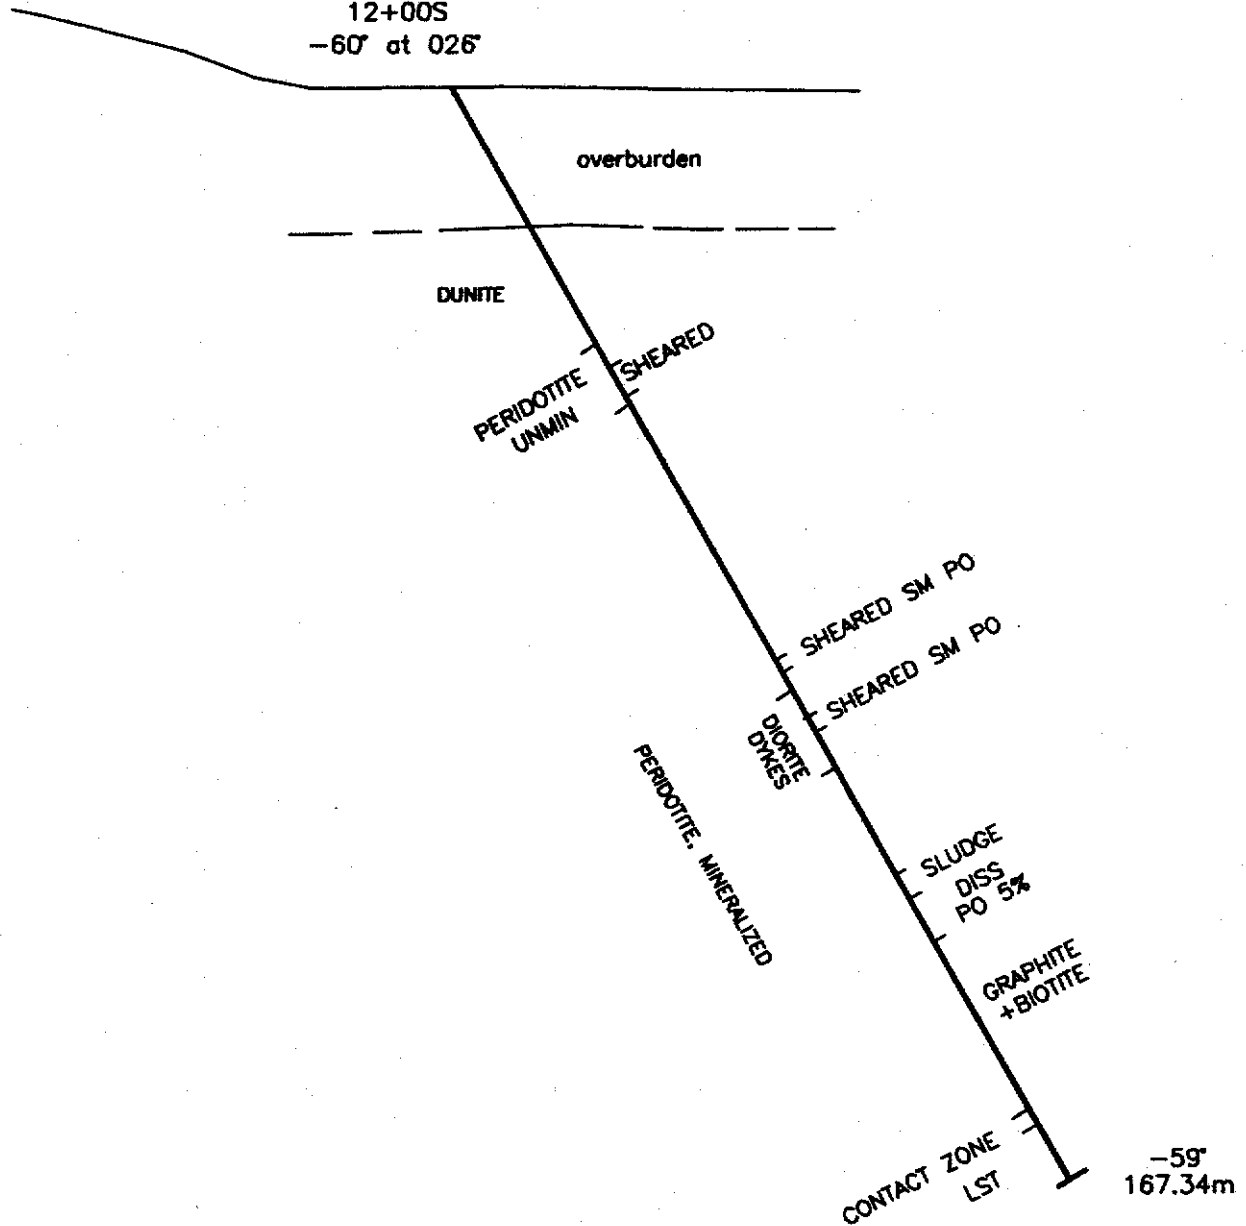 12+00S
-60° at 026°
overburden
DUNITE
SHEARED
PERIDOTITE
UNMIN
SHEARED SM PO
SHEARED SM PO
DIORITE
DYKES
PERIDOTITE, MINERALIZED
SLUDGE
DISS
PO 5%
GRAPHITE
+BIOTITE
CONTACT ZONE
LST
-59°
167.34m